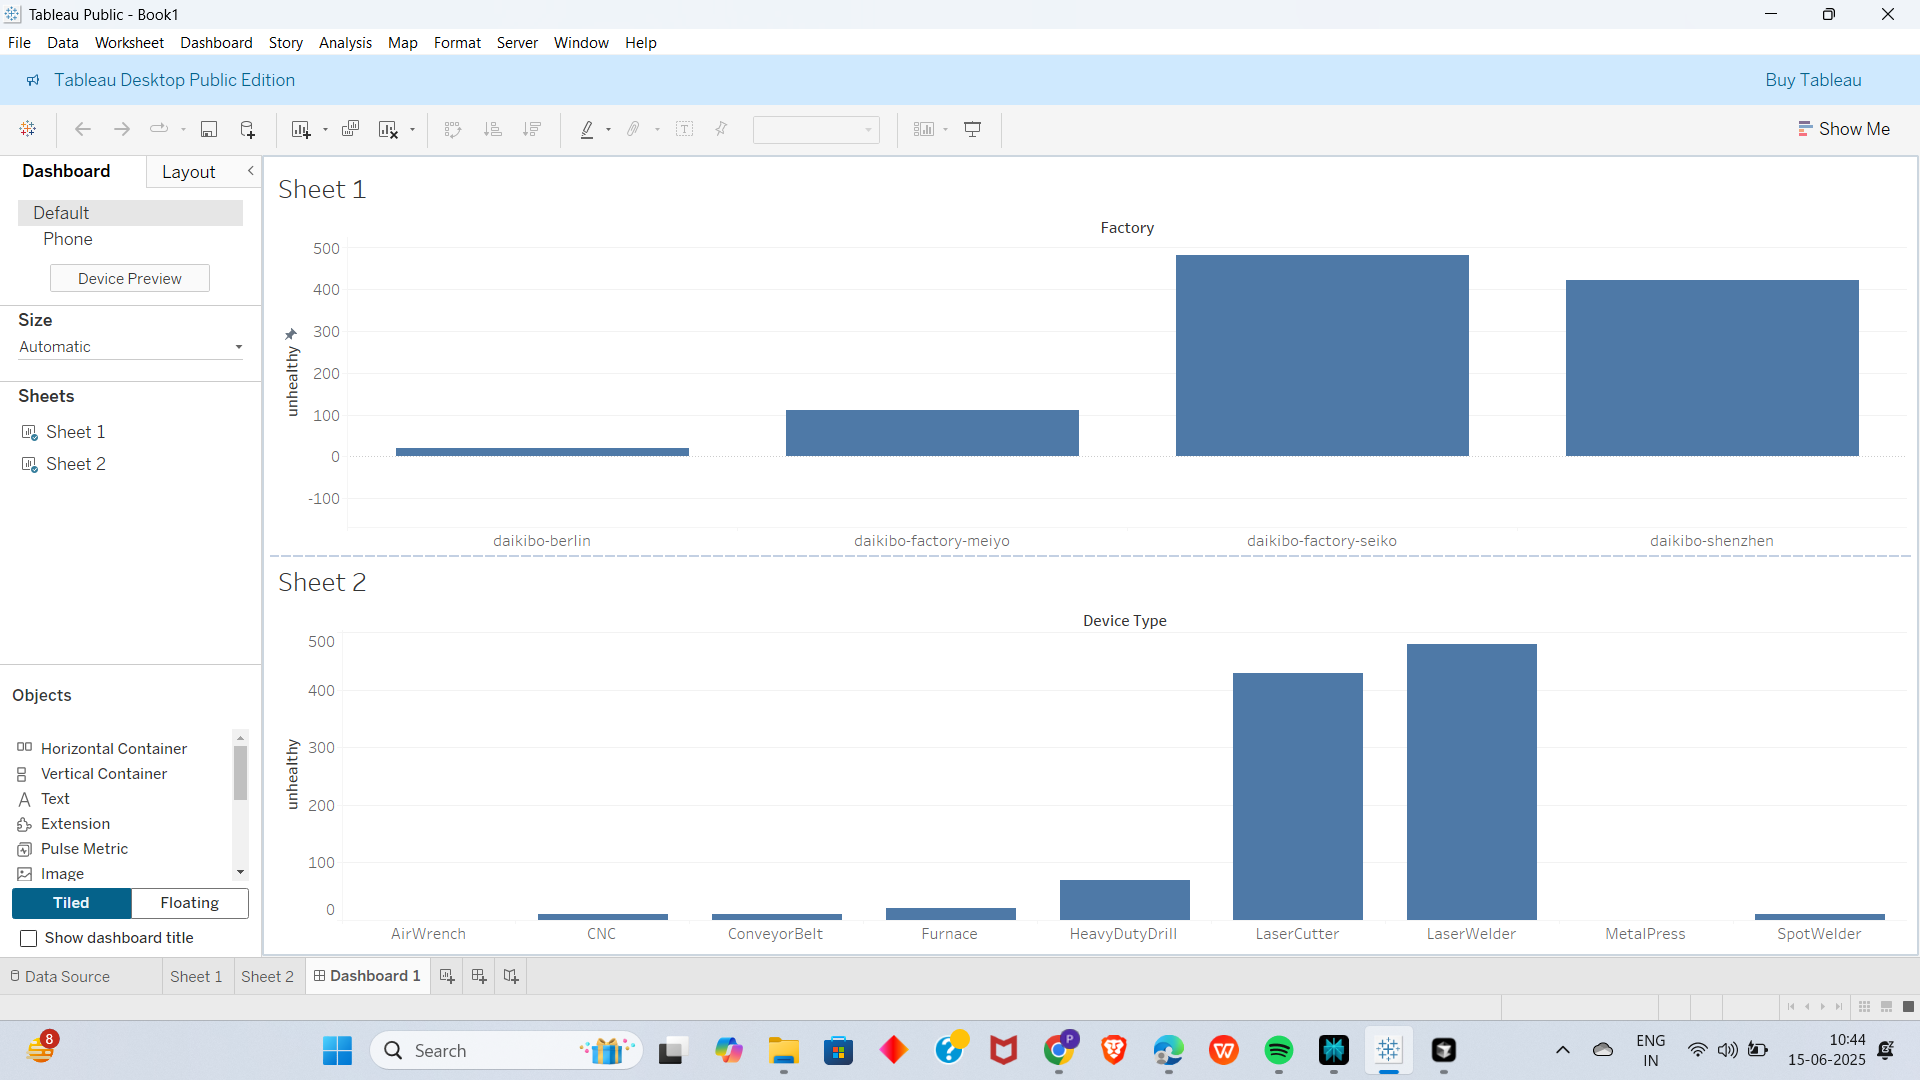 Tableau Public - Book1
File Data Worksheet Dashboard Story Analysis Map Format Server Window Help
Tableau Desktop Public Edition
Buy Tableau
Show Me
Dashboard Layout
Default
Phone
Device Preview
Size
Automatic
Sheets
Sheet 1
Sheet 2
Objects
Horizontal Container
Vertical Container
Text
Extension
Pulse Metric
Image
Tiled Floating
Show dashboard title
Sheet 1
Factory
unhealthy
500
400
300
200
100
0
-100
daikibo-berlin daikibo-factory-meiyo daikibo-factory-seiko daikibo-shenzhen
Sheet 2
Device Type
unhealthy
500
400
300
200
100
0
AirWrench CNC ConveyorBelt Furnace HeavyDutyDrill LaserCutter LaserWelder MetalPress SpotWelder
Data Source Sheet 1 Sheet 2 Dashboard 1
8
Search
P
ENG
IN
10:44
15-06-2025